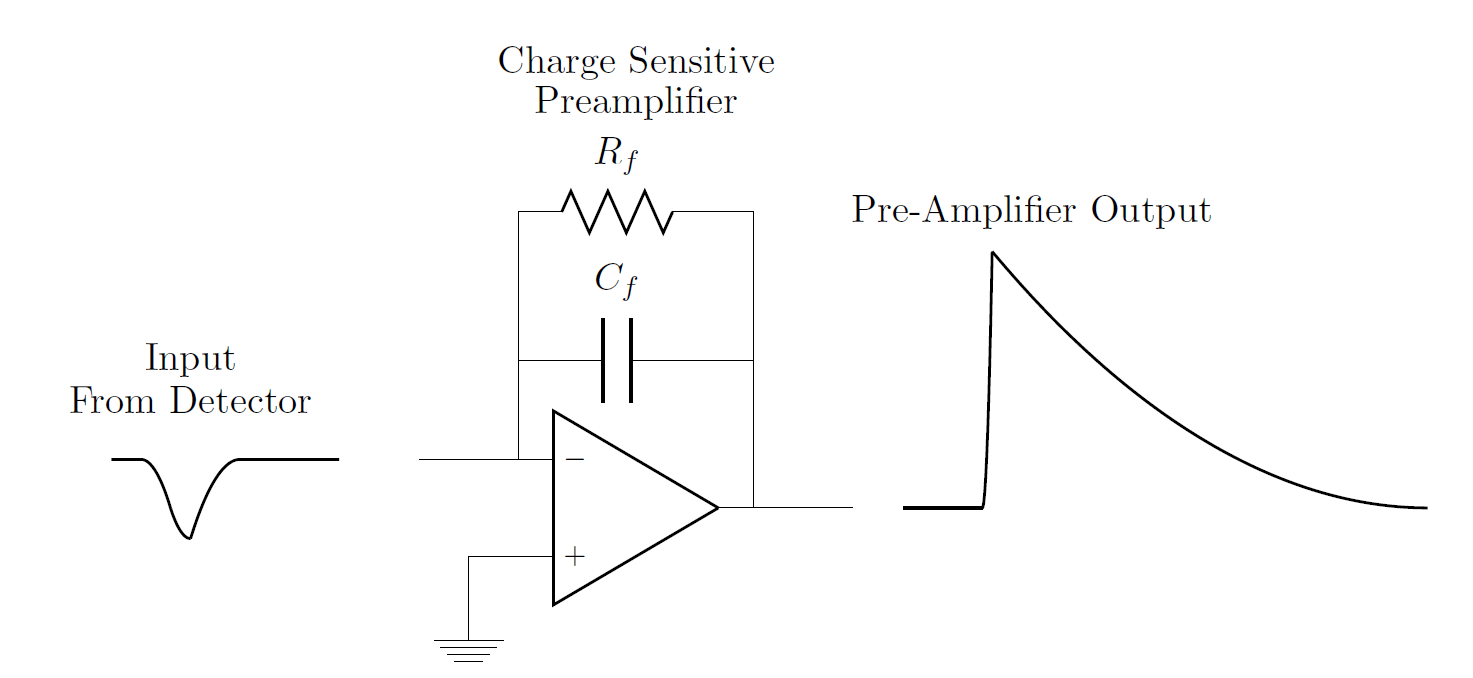 Charge Sensitive
Preamplifier
R_f
Pre-Amplifier Output
C_f
Input
From Detector
−
+